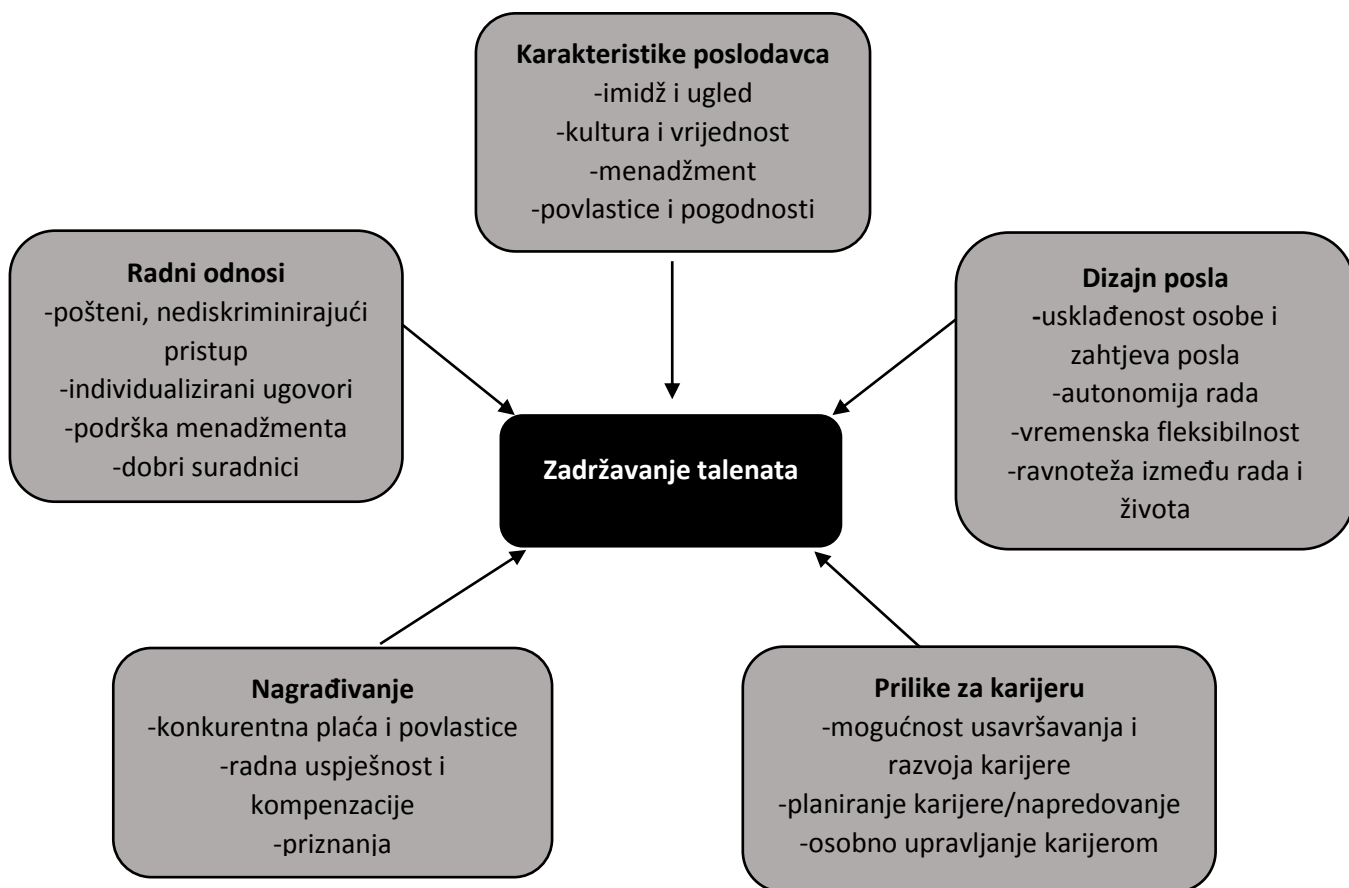 Karakteristike poslodavca
-imidž i ugled
-kultura i vrijednost
-menadžment
-povlastice i pogodnosti
Radni odnosi
-pošteni, nediskriminirajući
pristup
-individualizirani ugovori
-podrška menadžmenta
-dobri suradnici
Dizajn posla
-usklađenost osobe i
zahtjeva posla
-autonomija rada
-vremenska fleksibilnost
-ravnoteža između rada i
života
Zadržavanje talenata
Nagrađivanje
-konkurentna plaća i povlastice
-radna uspješnost i
kompenzacije
-priznanja
Prilike za karijeru
-mogućnost usavršavanja i
razvoja karijere
-planiranje karijere/napredovanje
-osobno upravljanje karijerom